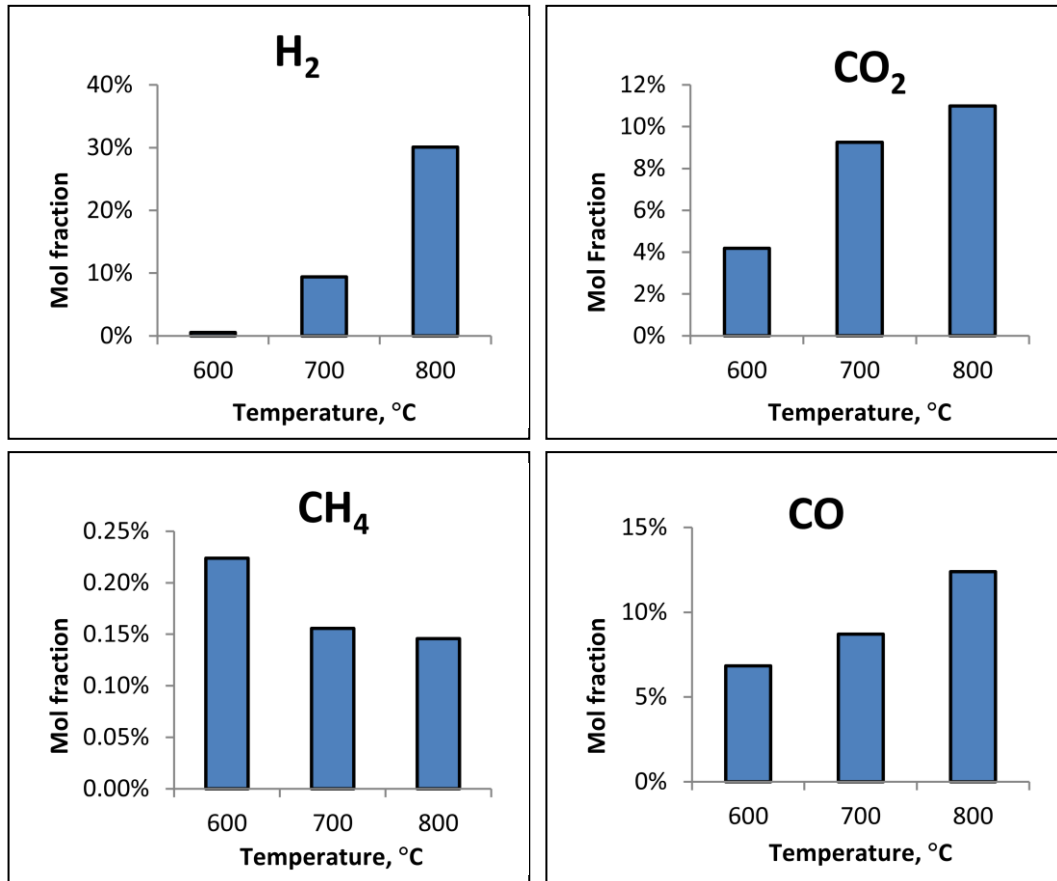 H₂
40%
30%
20%
10%
0%
Mol fraction
600 700 800
Temperature, °C
CO₂
12%
10%
8%
6%
4%
2%
0%
Mol Fraction
600 700 800
Temperature, °C
CH₄
0.25%
0.20%
0.15%
0.10%
0.05%
0.00%
Mol fraction
600 700 800
Temperature, °C
CO
15%
10%
5%
0%
Mol fraction
600 700 800
Temperature, °C